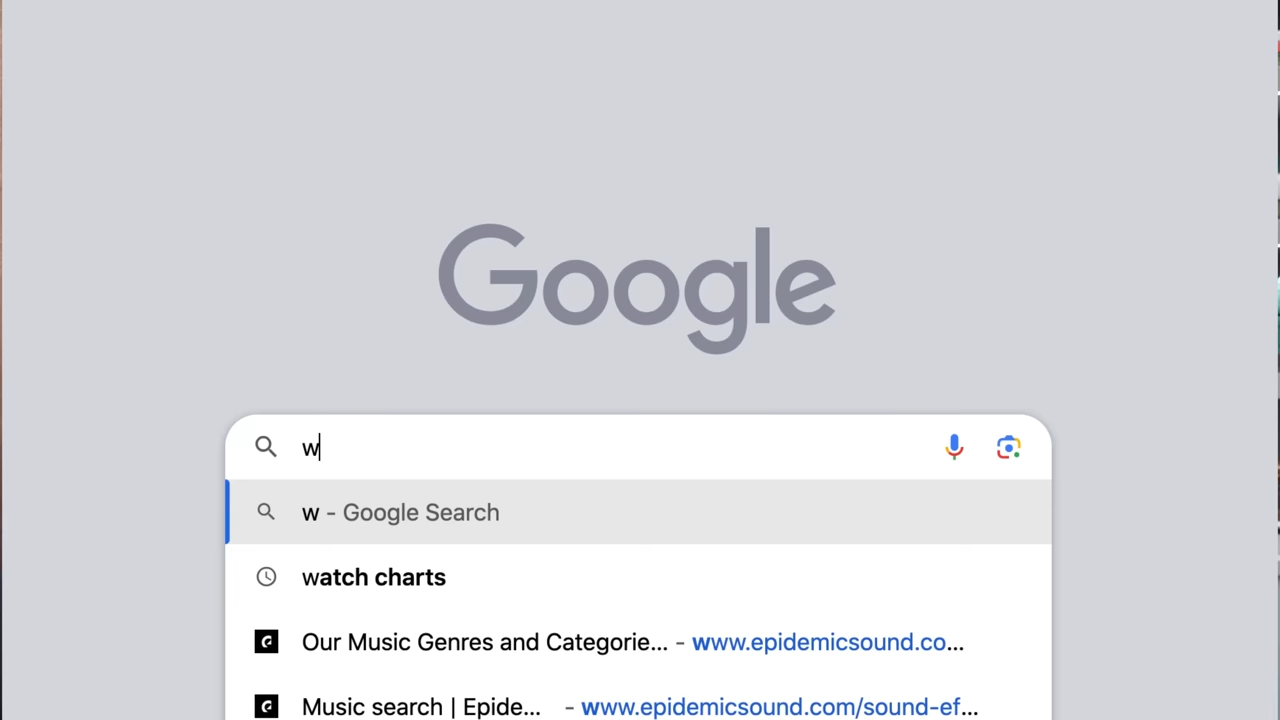 Google
w
w - Google Search
watch charts
Our Music Genres and Categorie... - www.epidemicsound.co...
Music search | Epide... - www.epidemicsound.com/sound-ef...